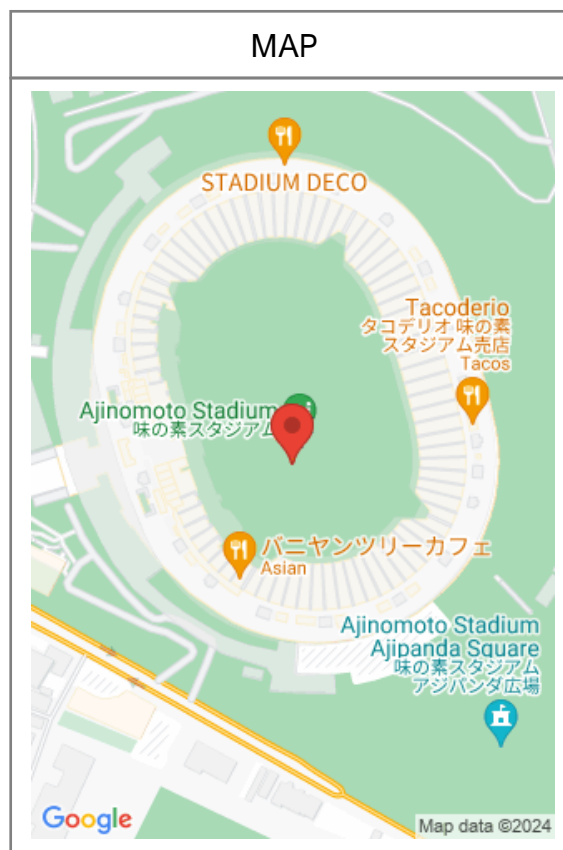 MAP
STADIUM DECO
Tacoderio
タコデリオ 味の素
スタジアム売店
Tacos
Ajinomoto Stadium
味の素スタジアム
バニヤンツリーカフェ
Asian
Ajinomoto Stadium
Ajipanda Square
味の素スタジアム
アジパンダ広場
Google
Map data ©2024